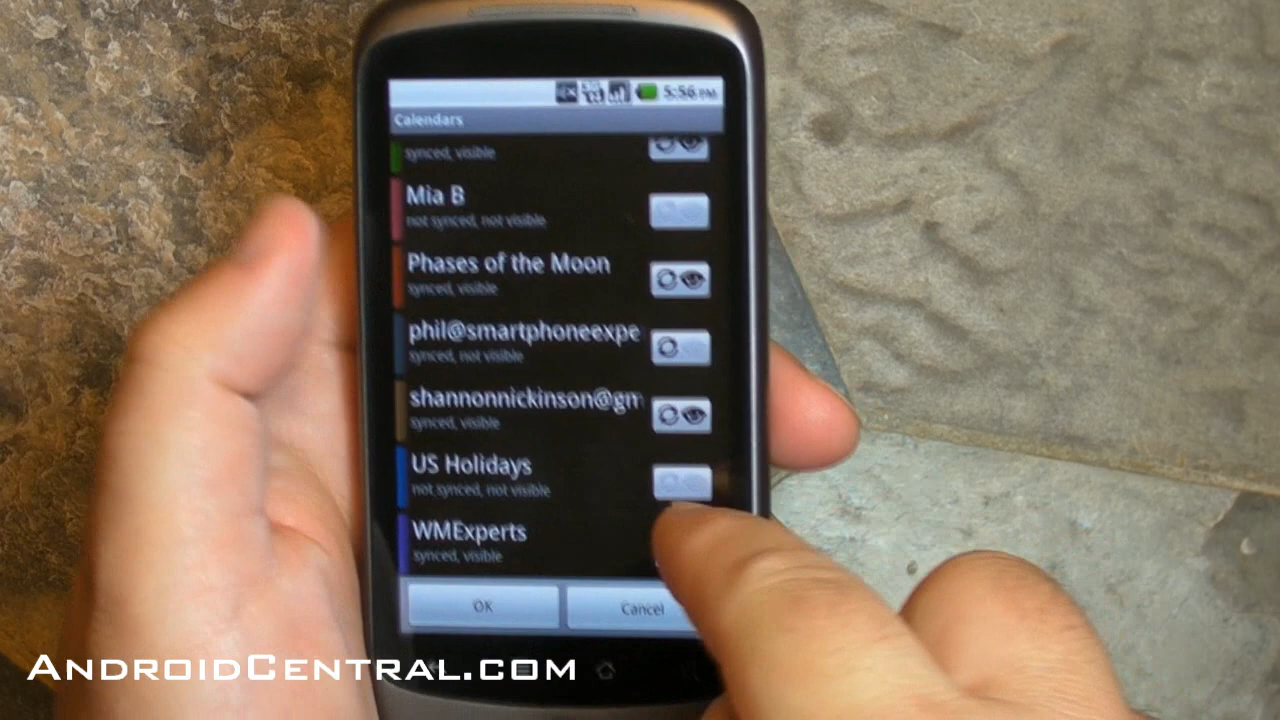 5:56 PM
Calendars
synced, visible
Mia B
not synced, not visible
Phases of the Moon
synced, visible
phil@smartphoneexpe
synced, not visible
shannonnickinson@gm
synced, visible
US Holidays
not synced, not visible
WMExperts
synced, visible
OK
Cancel
AndroidCentral.com